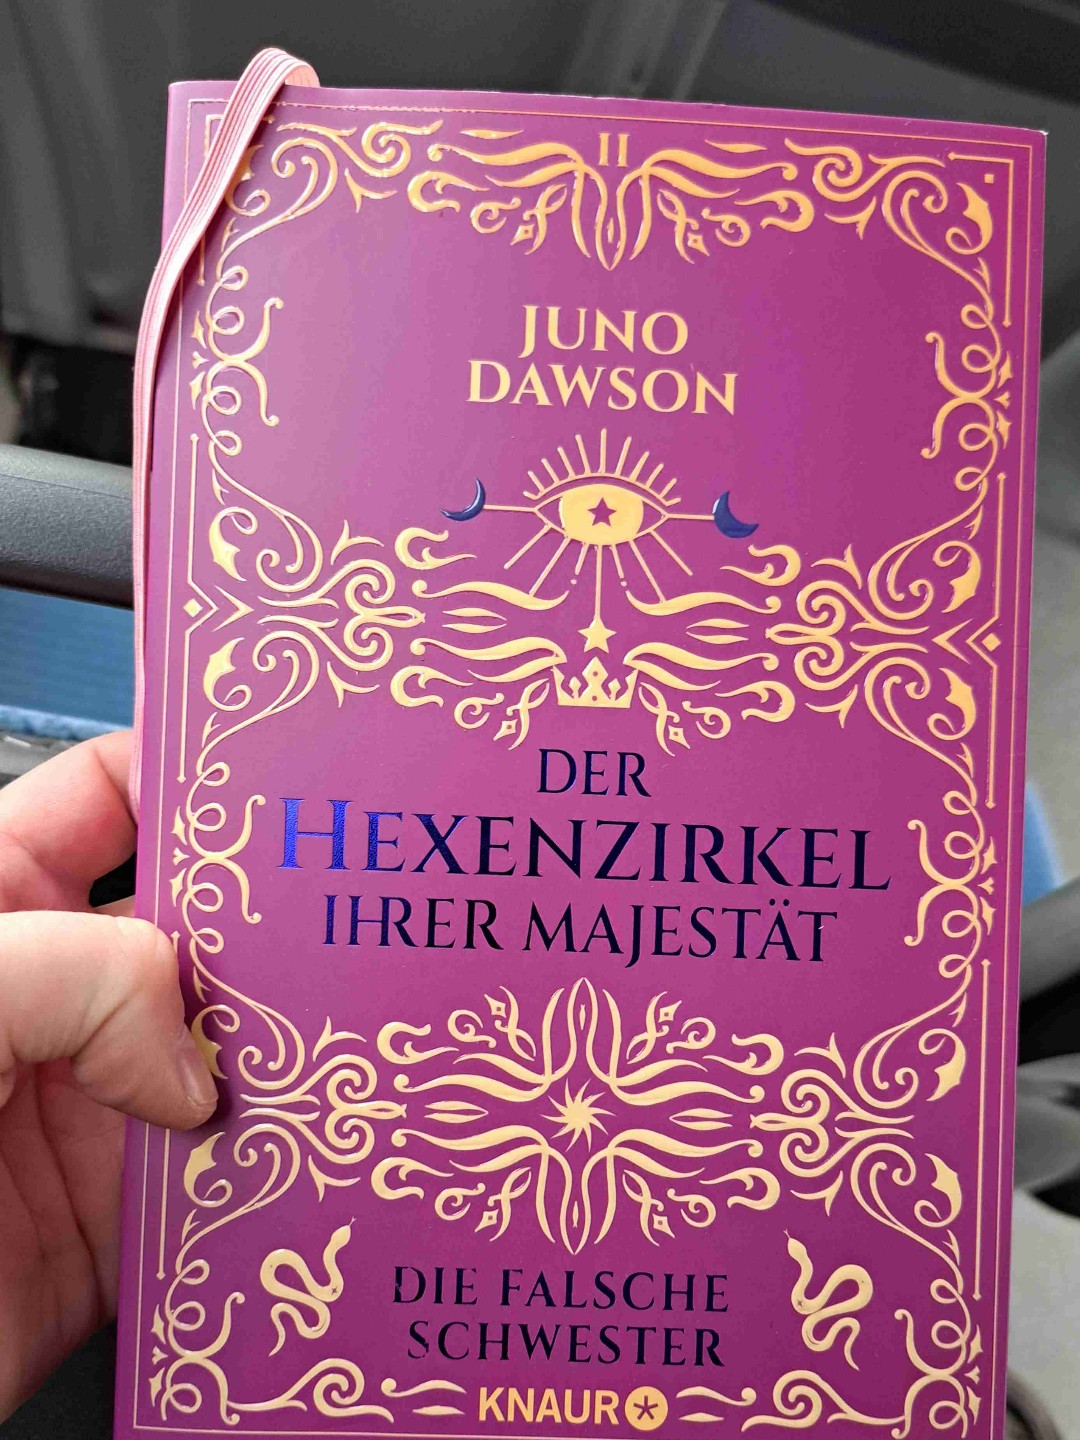 II
JUNO
DAWSON
DER
HEXENZIRKEL
IHRER MAJESTÄT
DIE FALSCHE
SCHWESTER
KNAUR